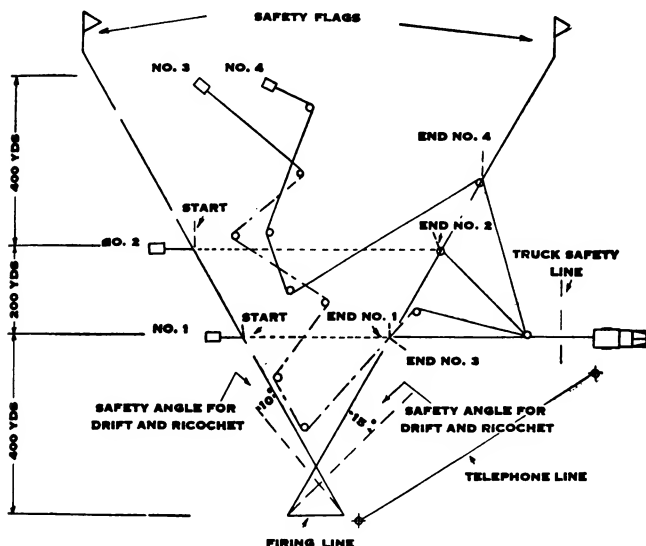 SAFETY FLAGS
NO. 3
NO. 4
400 YDS
END NO. 4
START
END NO. 2
NO. 2
TRUCK SAFETY
LINE
200 YDS
NO. 1
START
END NO. 1
END NO. 3
10°
15°
SAFETY ANGLE FOR
DRIFT AND RICOCHET
SAFETY ANGLE FOR
DRIFT AND RICOCHET
400 YDS
TELEPHONE LINE
FIRING LINE